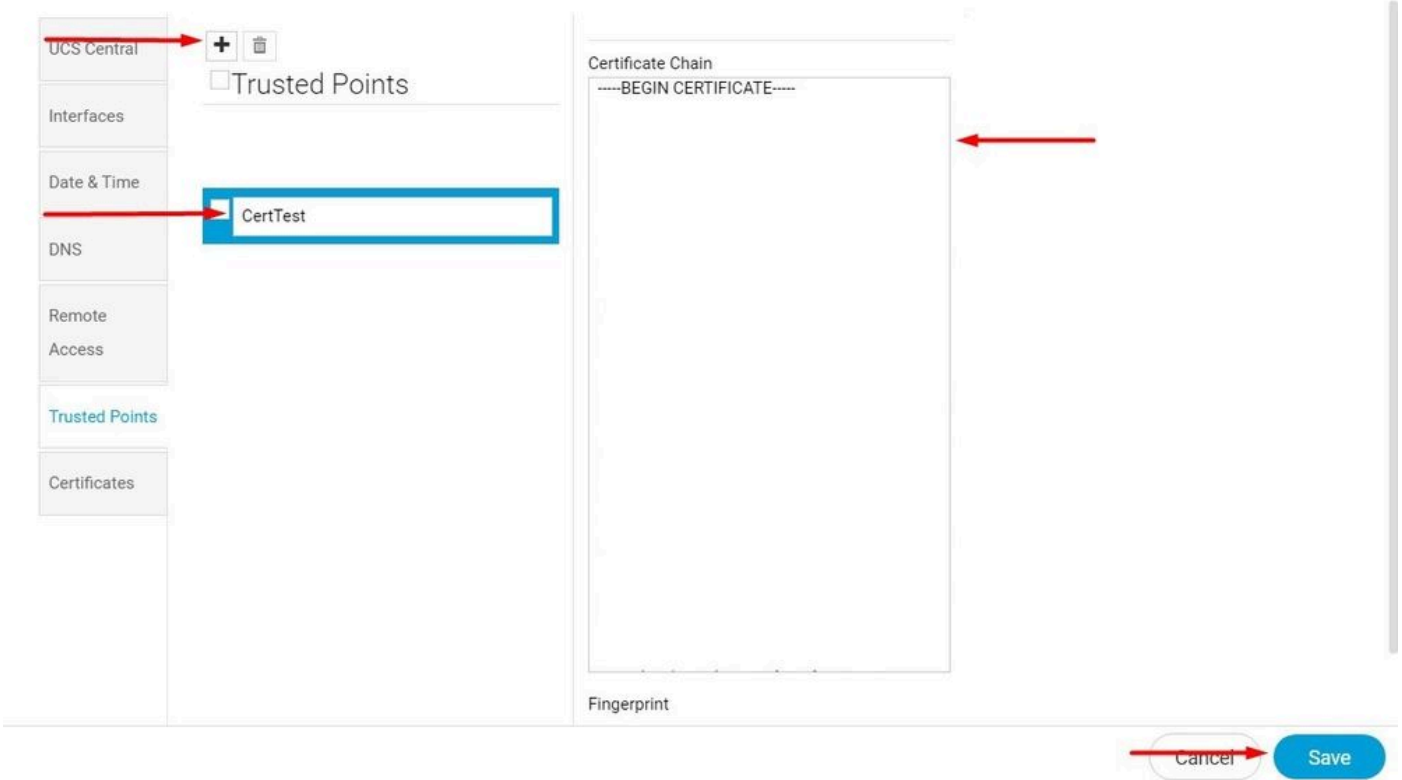 UCS Central
Interfaces
Date & Time
DNS
Remote
Access
Trusted Points
Certificates
+
Trusted Points
CertTest
Certificate Chain
-----BEGIN CERTIFICATE-----
Fingerprint
Cancel
Save